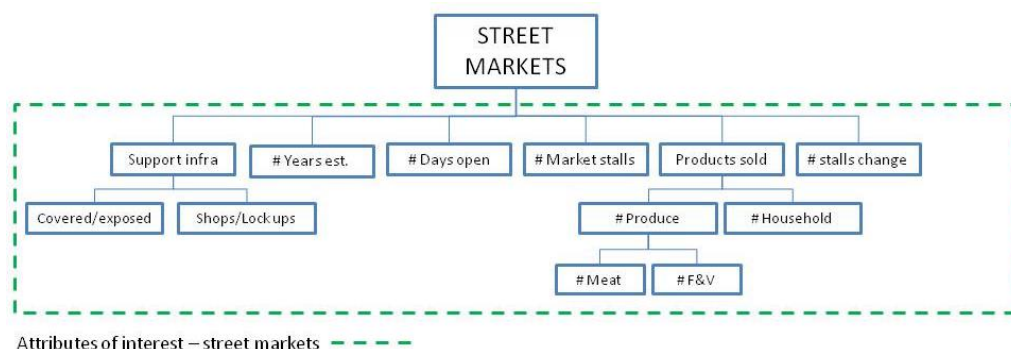 STREET
MARKETS
Support infra
# Years est.
# Days open
# Market stalls
Products sold
# stalls change
Covered/exposed
Shops/Lock ups
# Produce
# Household
# Meat
# F&V
Attributes of interest – street markets